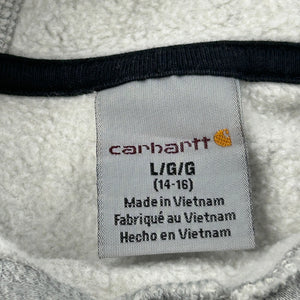 carhartt
L/G/G
(14-16)
Made in Vietnam
Fabriqué au Vietnam
Hecho en Vietnam